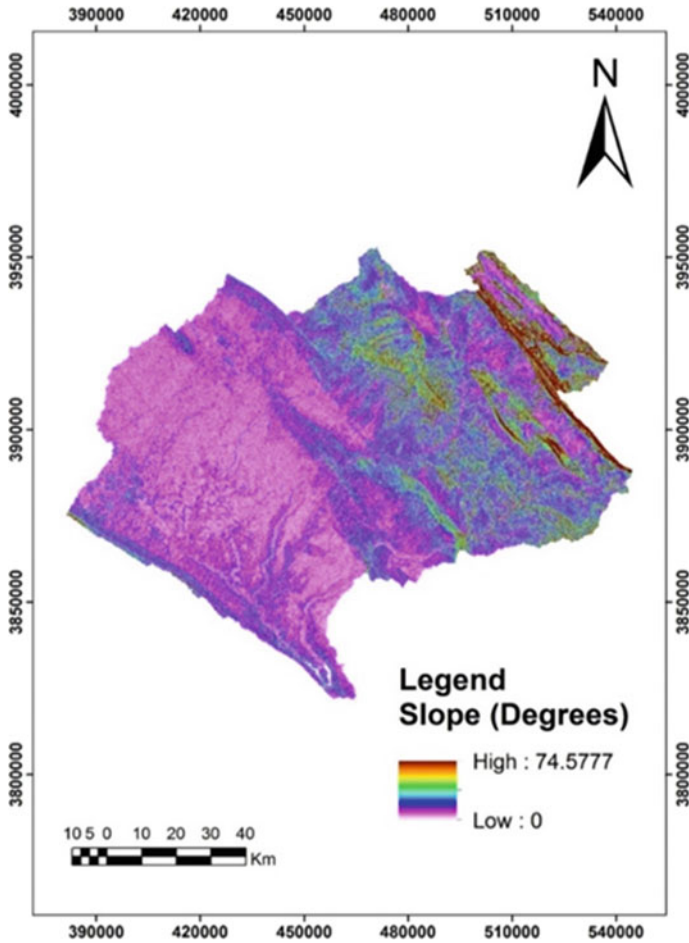 390000 420000 450000 480000 510000 540000
4000000 4000000
N
3950000 3950000
3900000 3900000
3850000 3850000
Legend
Slope (Degrees)
High : 74.5777
Low : 0
3800000 3800000
10 5 0 10 20 30 40
Km
390000 420000 450000 480000 510000 540000